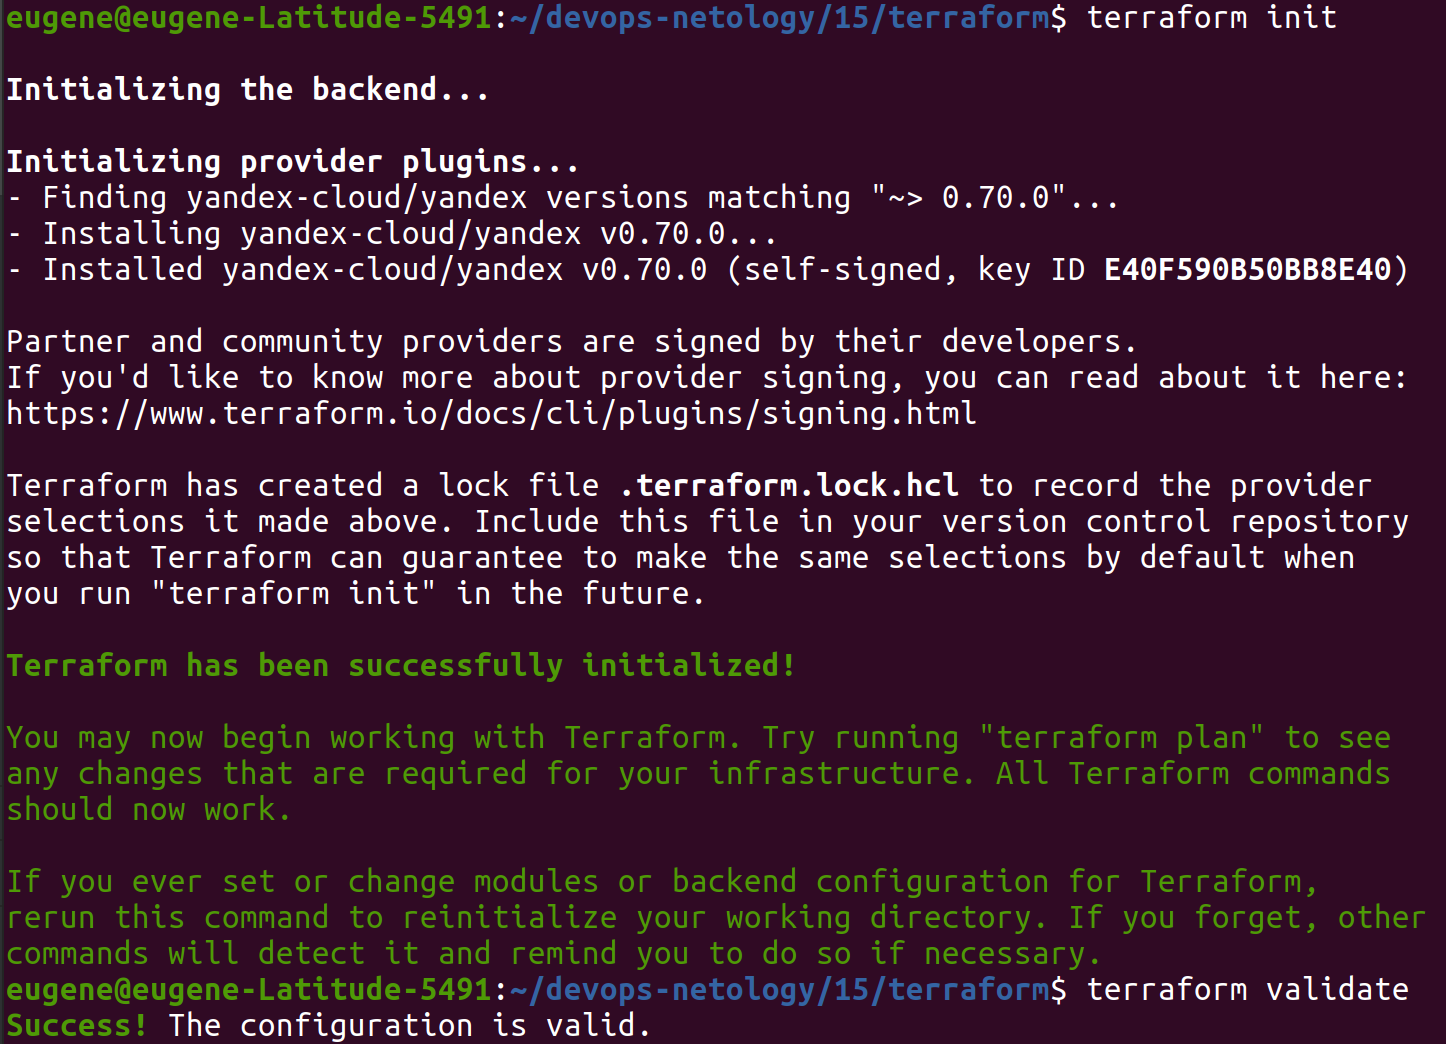 eugene@eugene-Latitude-5491:~/devops-netology/15/terraform$ terraform init
Initializing the backend...
Initializing provider plugins...
- Finding yandex-cloud/yandex versions matching "~> 0.70.0"...
- Installing yandex-cloud/yandex v0.70.0...
- Installed yandex-cloud/yandex v0.70.0 (self-signed, key ID E40F590B50BB8E40)
Partner and community providers are signed by their developers.
If you'd like to know more about provider signing, you can read about it here:
https://www.terraform.io/docs/cli/plugins/signing.html
Terraform has created a lock file .terraform.lock.hcl to record the provider
selections it made above. Include this file in your version control repository
so that Terraform can guarantee to make the same selections by default when
you run "terraform init" in the future.
Terraform has been successfully initialized!
You may now begin working with Terraform. Try running "terraform plan" to see
any changes that are required for your infrastructure. All Terraform commands
should now work.
If you ever set or change modules or backend configuration for Terraform,
rerun this command to reinitialize your working directory. If you forget, other
commands will detect it and remind you to do so if necessary.
eugene@eugene-Latitude-5491:~/devops-netology/15/terraform$ terraform validate
Success! The configuration is valid.